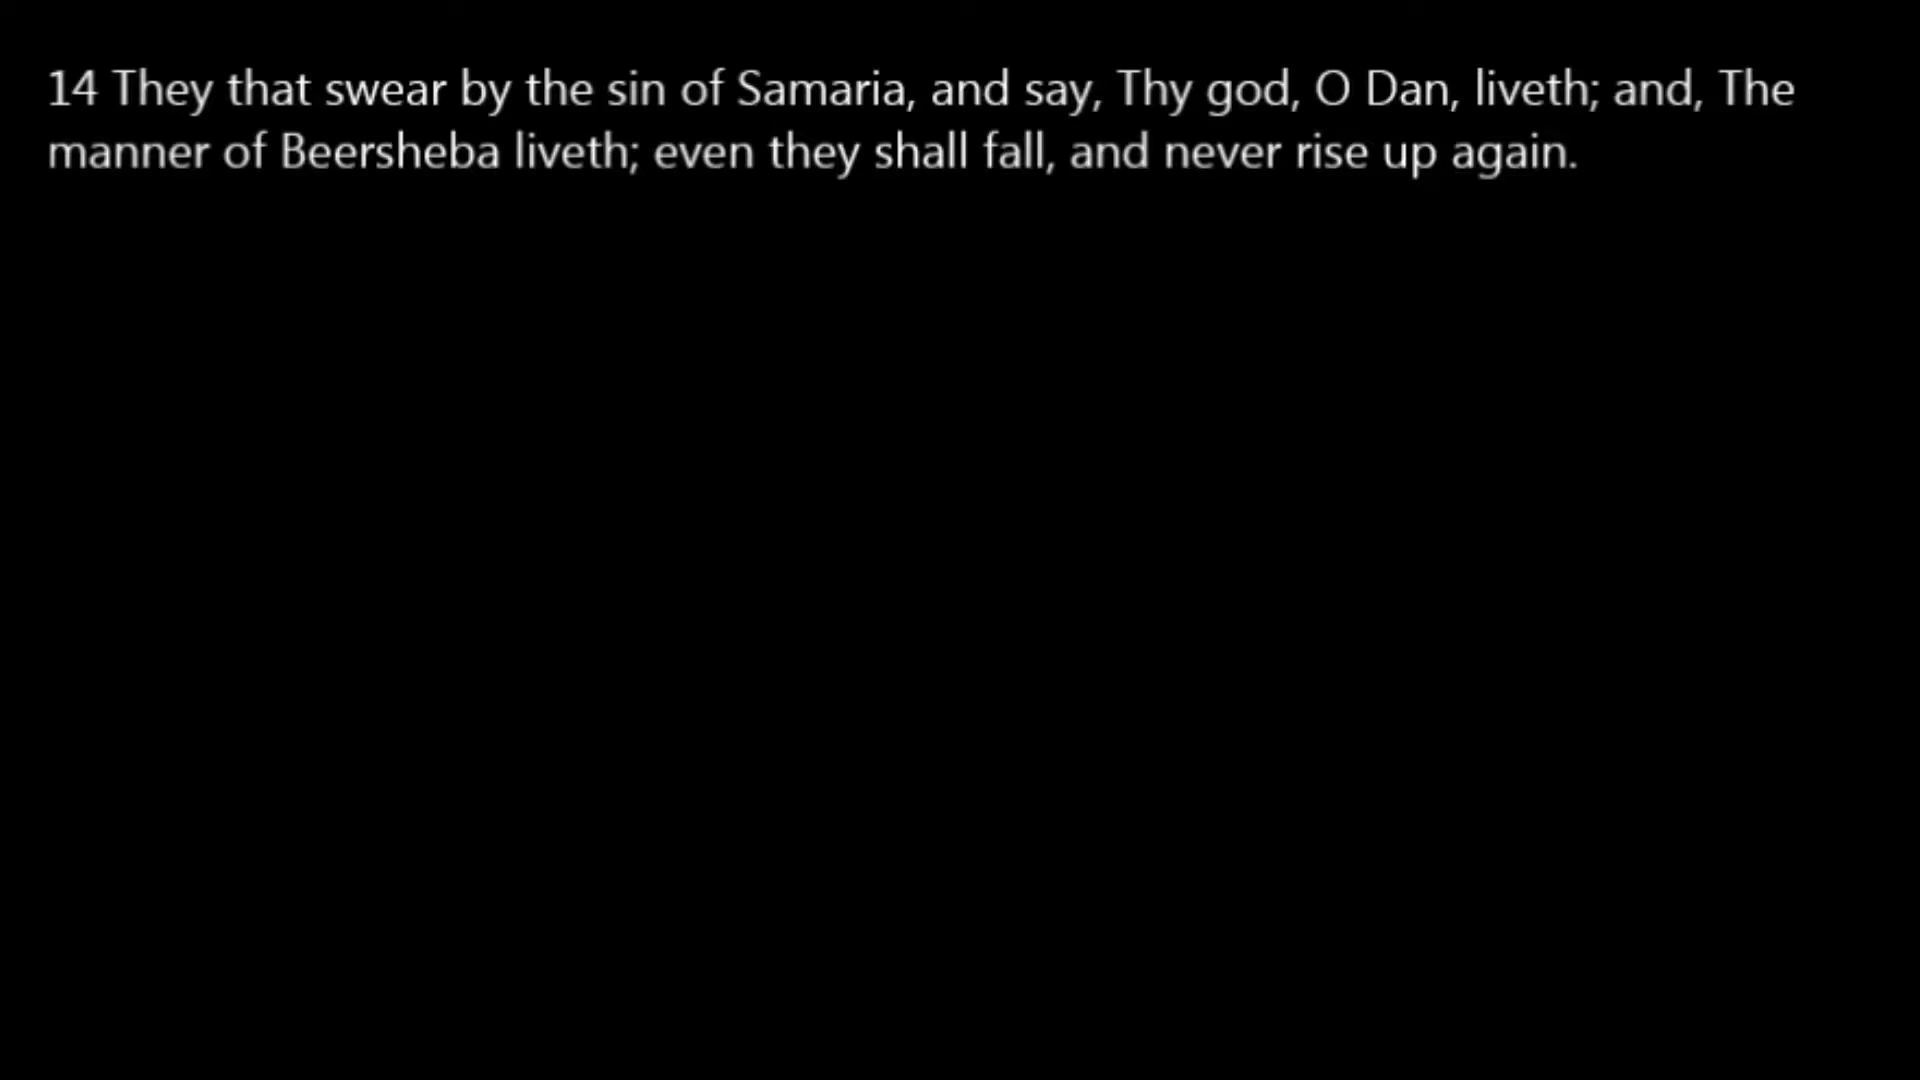 14 They that swear by the sin of Samaria, and say, Thy god, O Dan, liveth; and, The
manner of Beersheba liveth; even they shall fall, and never rise up again.